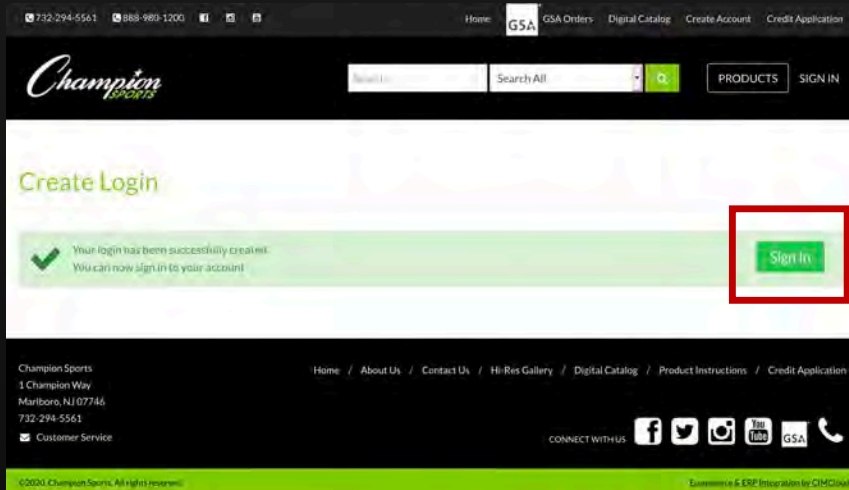 732-294-5561 888-980-1200 Home GSA GSA Orders Digital Catalog Create Account Credit Application
Champion SPORTS Search All PRODUCTS SIGN IN
Create Login
Your login has been successfully created.
You can now sign in to your account
Sign In
Champion Sports
1 Champion Way
Marlboro, NJ 07746
732-294-5561
Customer Service
Home / About Us / Contact Us / Hi-Res Gallery / Digital Catalog / Product Instructions / Credit Application
CONNECT WITH US You Tube GSA
©2020, Champion Sports. All rights reserved. Ecommerce & ERP Integration by CIMCloud